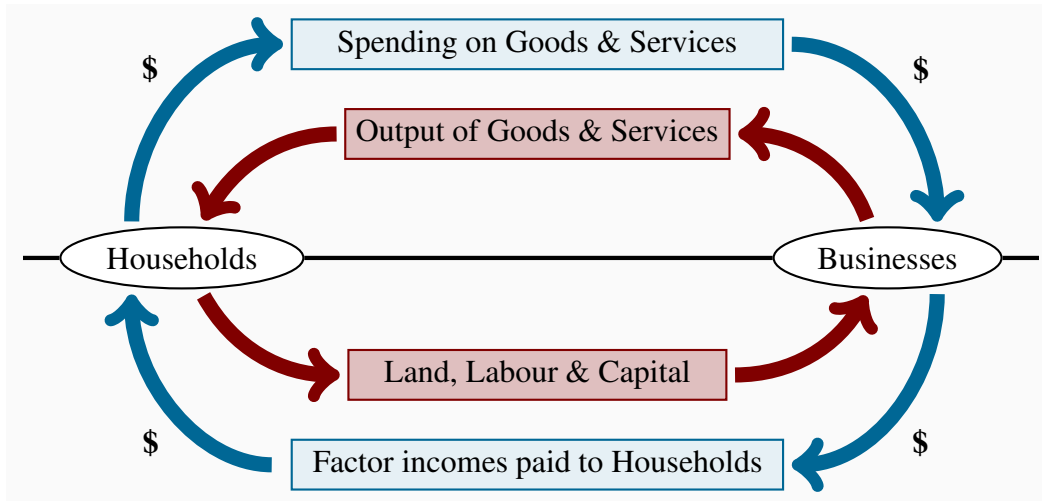 Spending on Goods & Services
$
$
Output of Goods & Services
Households
Businesses
Land, Labour & Capital
$
$
Factor incomes paid to Households